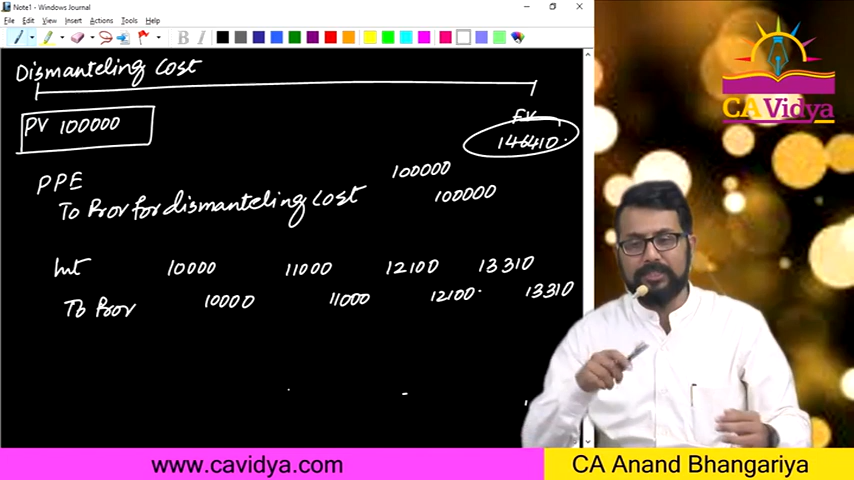 Note1 - Windows Journal
File Edit View Insert Actions Tools Help
B I
Dismanteling Cost
PV 100000
FV
146410
PPE 100000
To Prov for dismanteling cost 100000
Int 10000 11000 12100 13310
To Prov 10000 11000 12100 13310
CA Vidya
www.cavidya.com
CA Anand Bhangariya